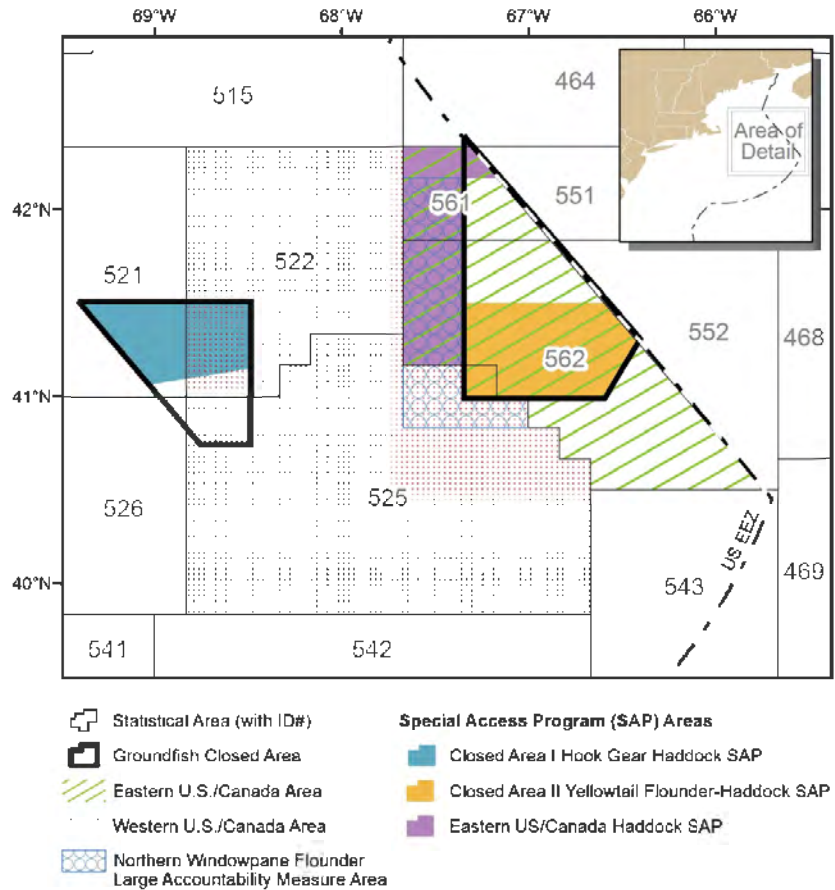 69°W 68°W 67°W 66°W
515
464
Area of
Detail
42°N
561
551
521
522
552
468
562
41°N
526
525
US EEZ
40°N
543
469
541
542
Statistical Area (with ID#)
Groundfish Closed Area
Eastern U.S./Canada Area
Western U.S./Canada Area
Northern Windowpane Flounder
Large Accountability Measure Area
Special Access Program (SAP) Areas
Closed Area I Hook Gear Haddock SAP
Closed Area II Yellowtail Flounder-Haddock SAP
Eastern US/Canada Haddock SAP